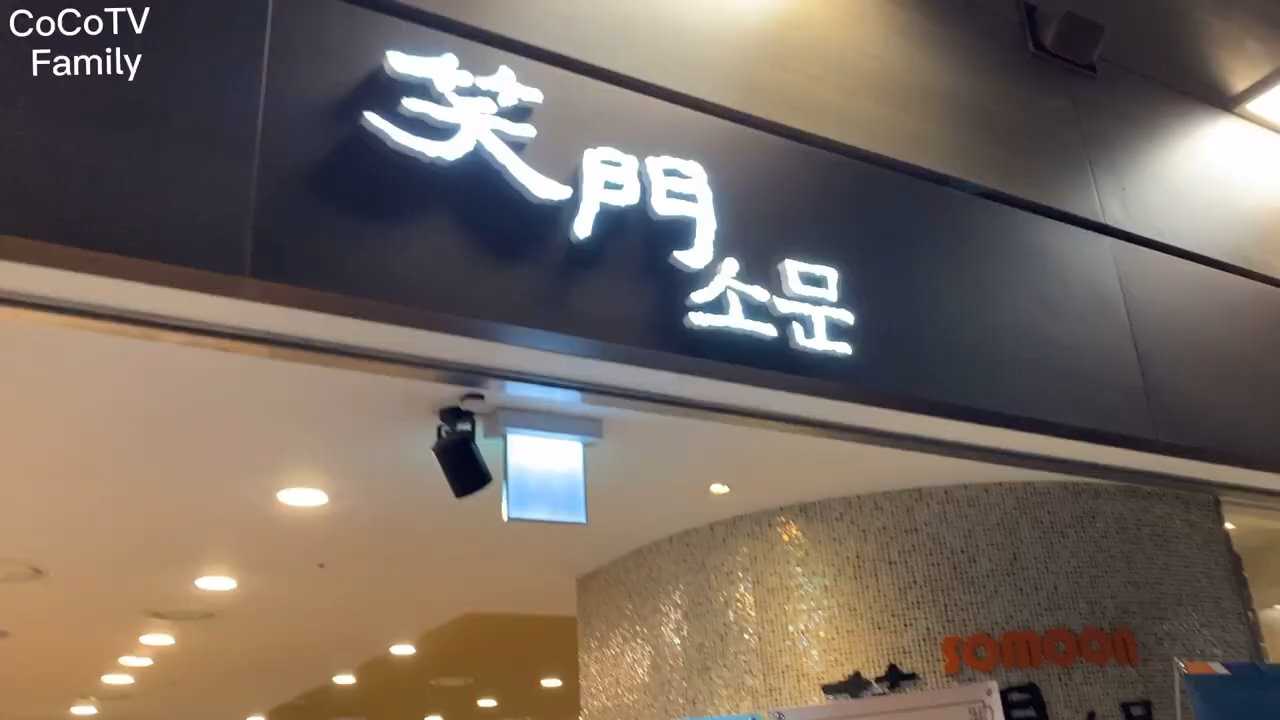 CoCoTV
Family
笑門
소문
somoon